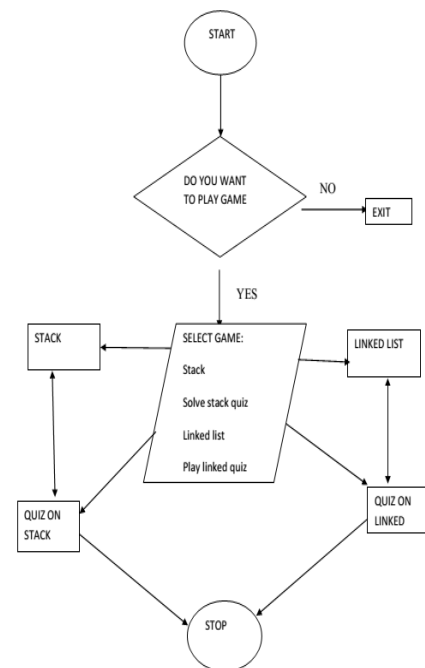 START
DO YOU WANT
TO PLAY GAME
NO
EXIT
YES
STACK
SELECT GAME:
Stack
Solve stack quiz
Linked list
Play linked quiz
LINKED LIST
QUIZ ON
STACK
QUIZ ON
LINKED
STOP